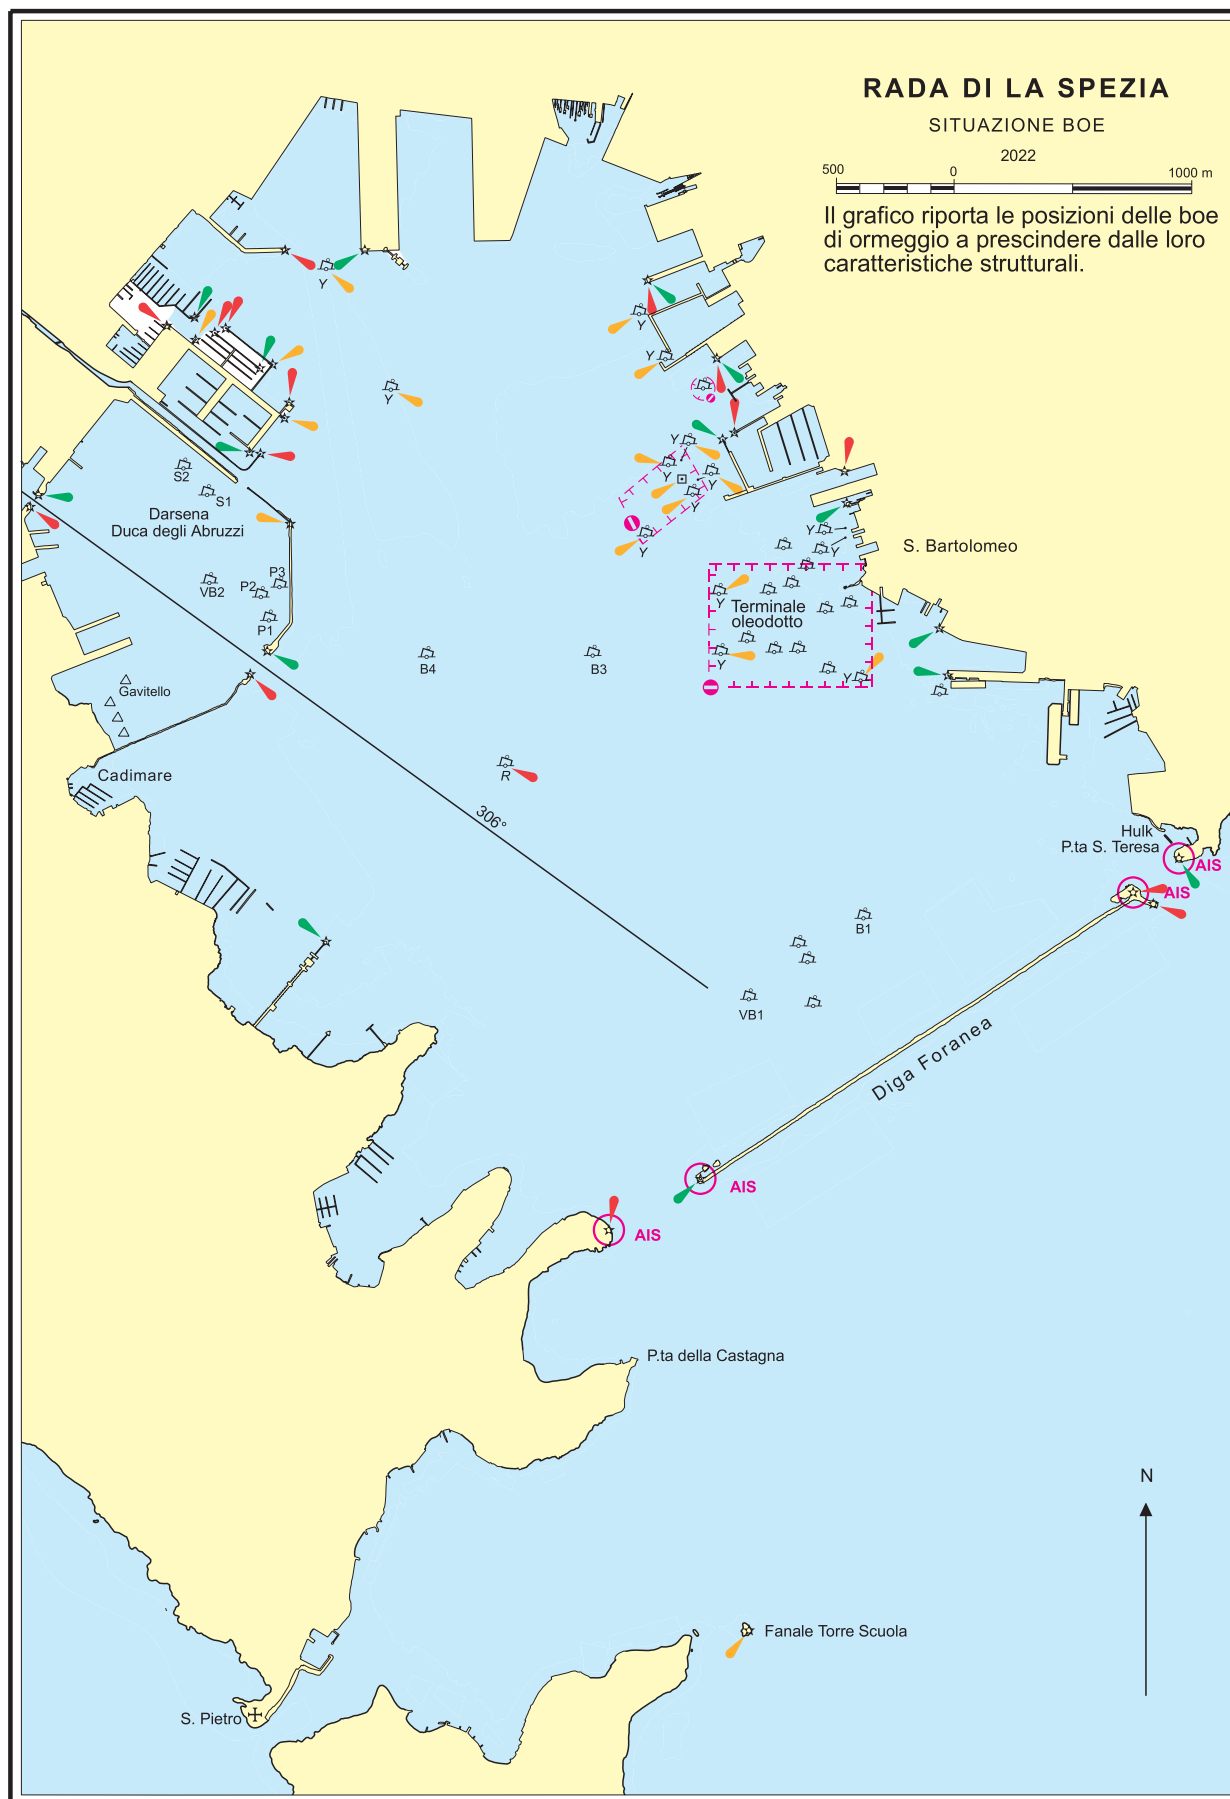 RADA DI LA SPEZIA
SITUAZIONE BOE
2022
500
0
1000 m
Il grafico riporta le posizioni delle boe
di ormeggio a prescindere dalle loro
caratteristiche strutturali.
Y
Y
Y
Y
Y
Y
Y
Y
S2
S1
Y
Darsena
Duca degli Abruzzi
Y
Y
S. Bartolomeo
P3
VB2
P2
Y
Terminale
oleodotto
P1
B4
B3
Y
Y
Gavitello
Cadimare
R
306°
Hulk
P.ta S. Teresa
AIS
AIS
B1
VB1
Diga Foranea
AIS
AIS
P.ta della Castagna
N
Fanale Torre Scuola
S. Pietro